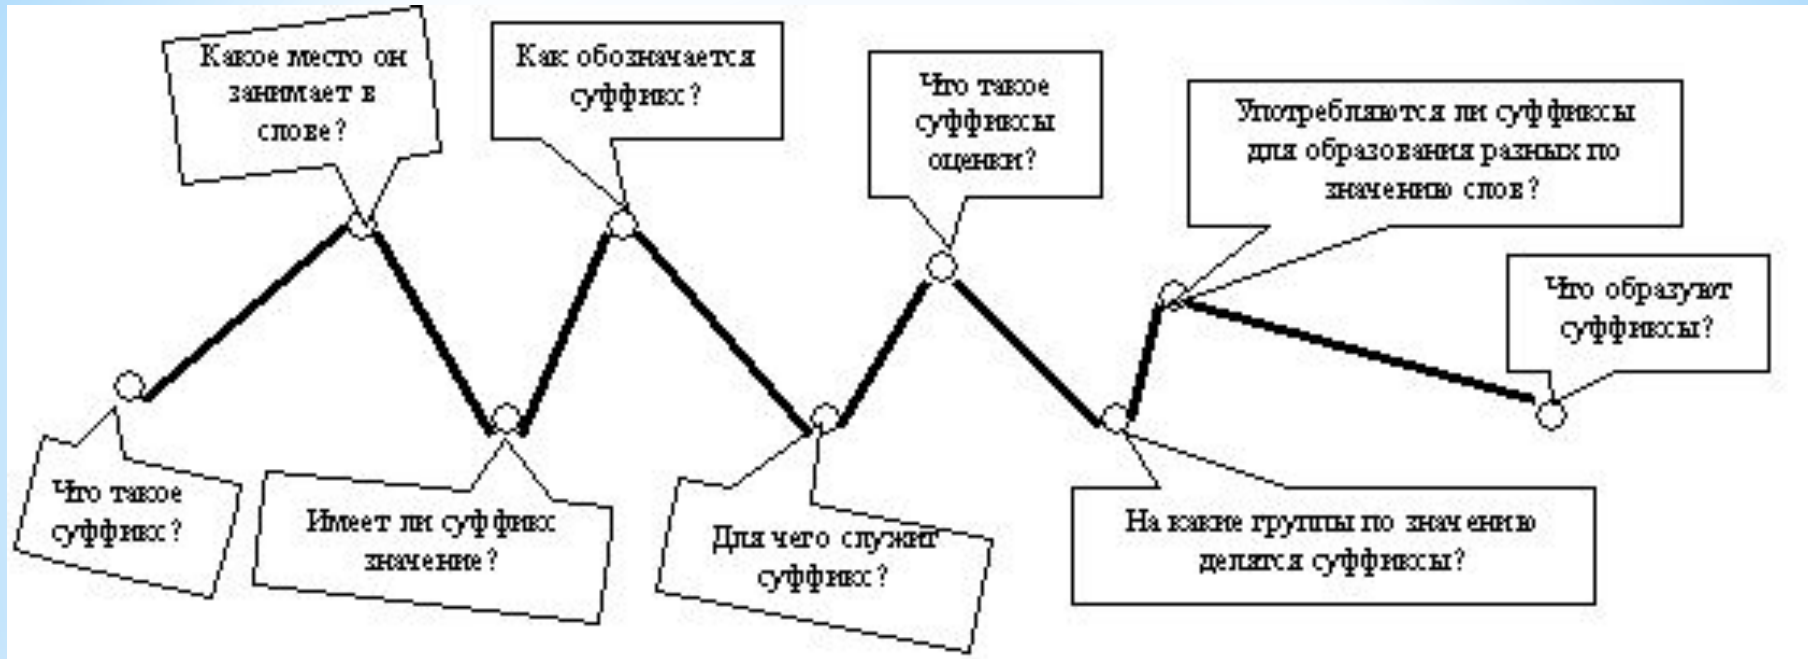 Какое место он
занимает в
слове?
Как обозначается
суффикс?
Что такое
суффиксы
оценки?
Употребляются ли суффиксы
для образования разных по
значению слов?
Что образуют
суффиксы?
Что такое
суффикс?
Имеет ли суффикс
значение?
Для чего служит
суффикс?
На какие группы по значению
делятся суффиксы?